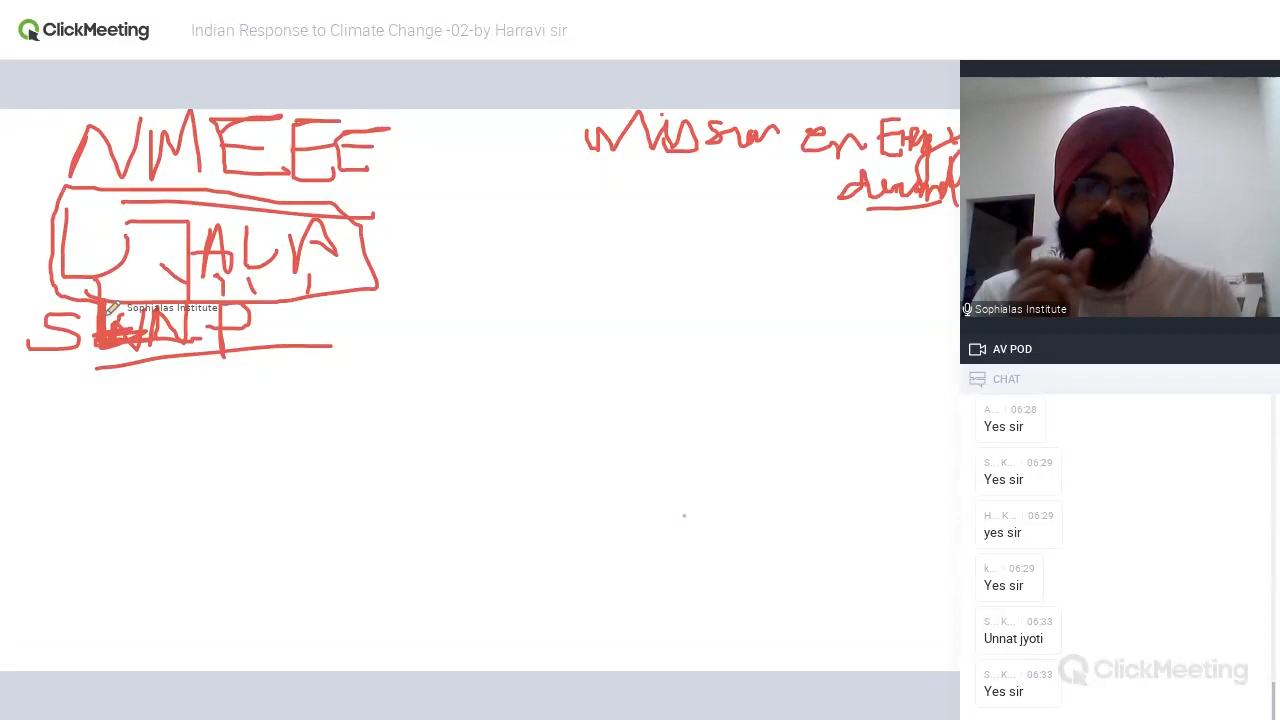 ClickMeeting
Indian Response to Climate Change -02-by Harravi sir
NMEEE
Mission on Energy
UJALA
Sophialas Institute
S NP
Sophialas Institute
AV POD
CHAT
A... 06:28
Yes sir
S... K... 06:29
Yes sir
H... K... 06:29
yes sir
k... 06:29
Yes sir
S... K... 06:33
Unnat jyoti
S... K... 06:33
Yes sir
ClickMeeting